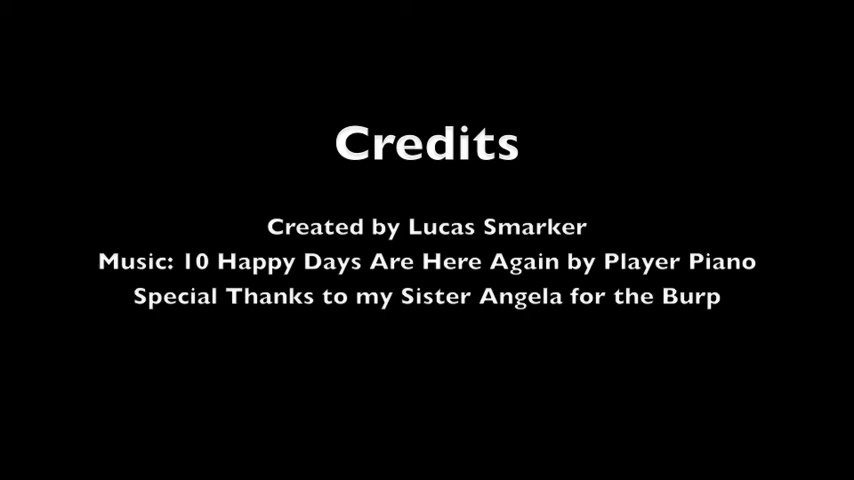 Credits
Created by Lucas Smarker
Music: 10 Happy Days Are Here Again by Player Piano
Special Thanks to my Sister Angela for the Burp